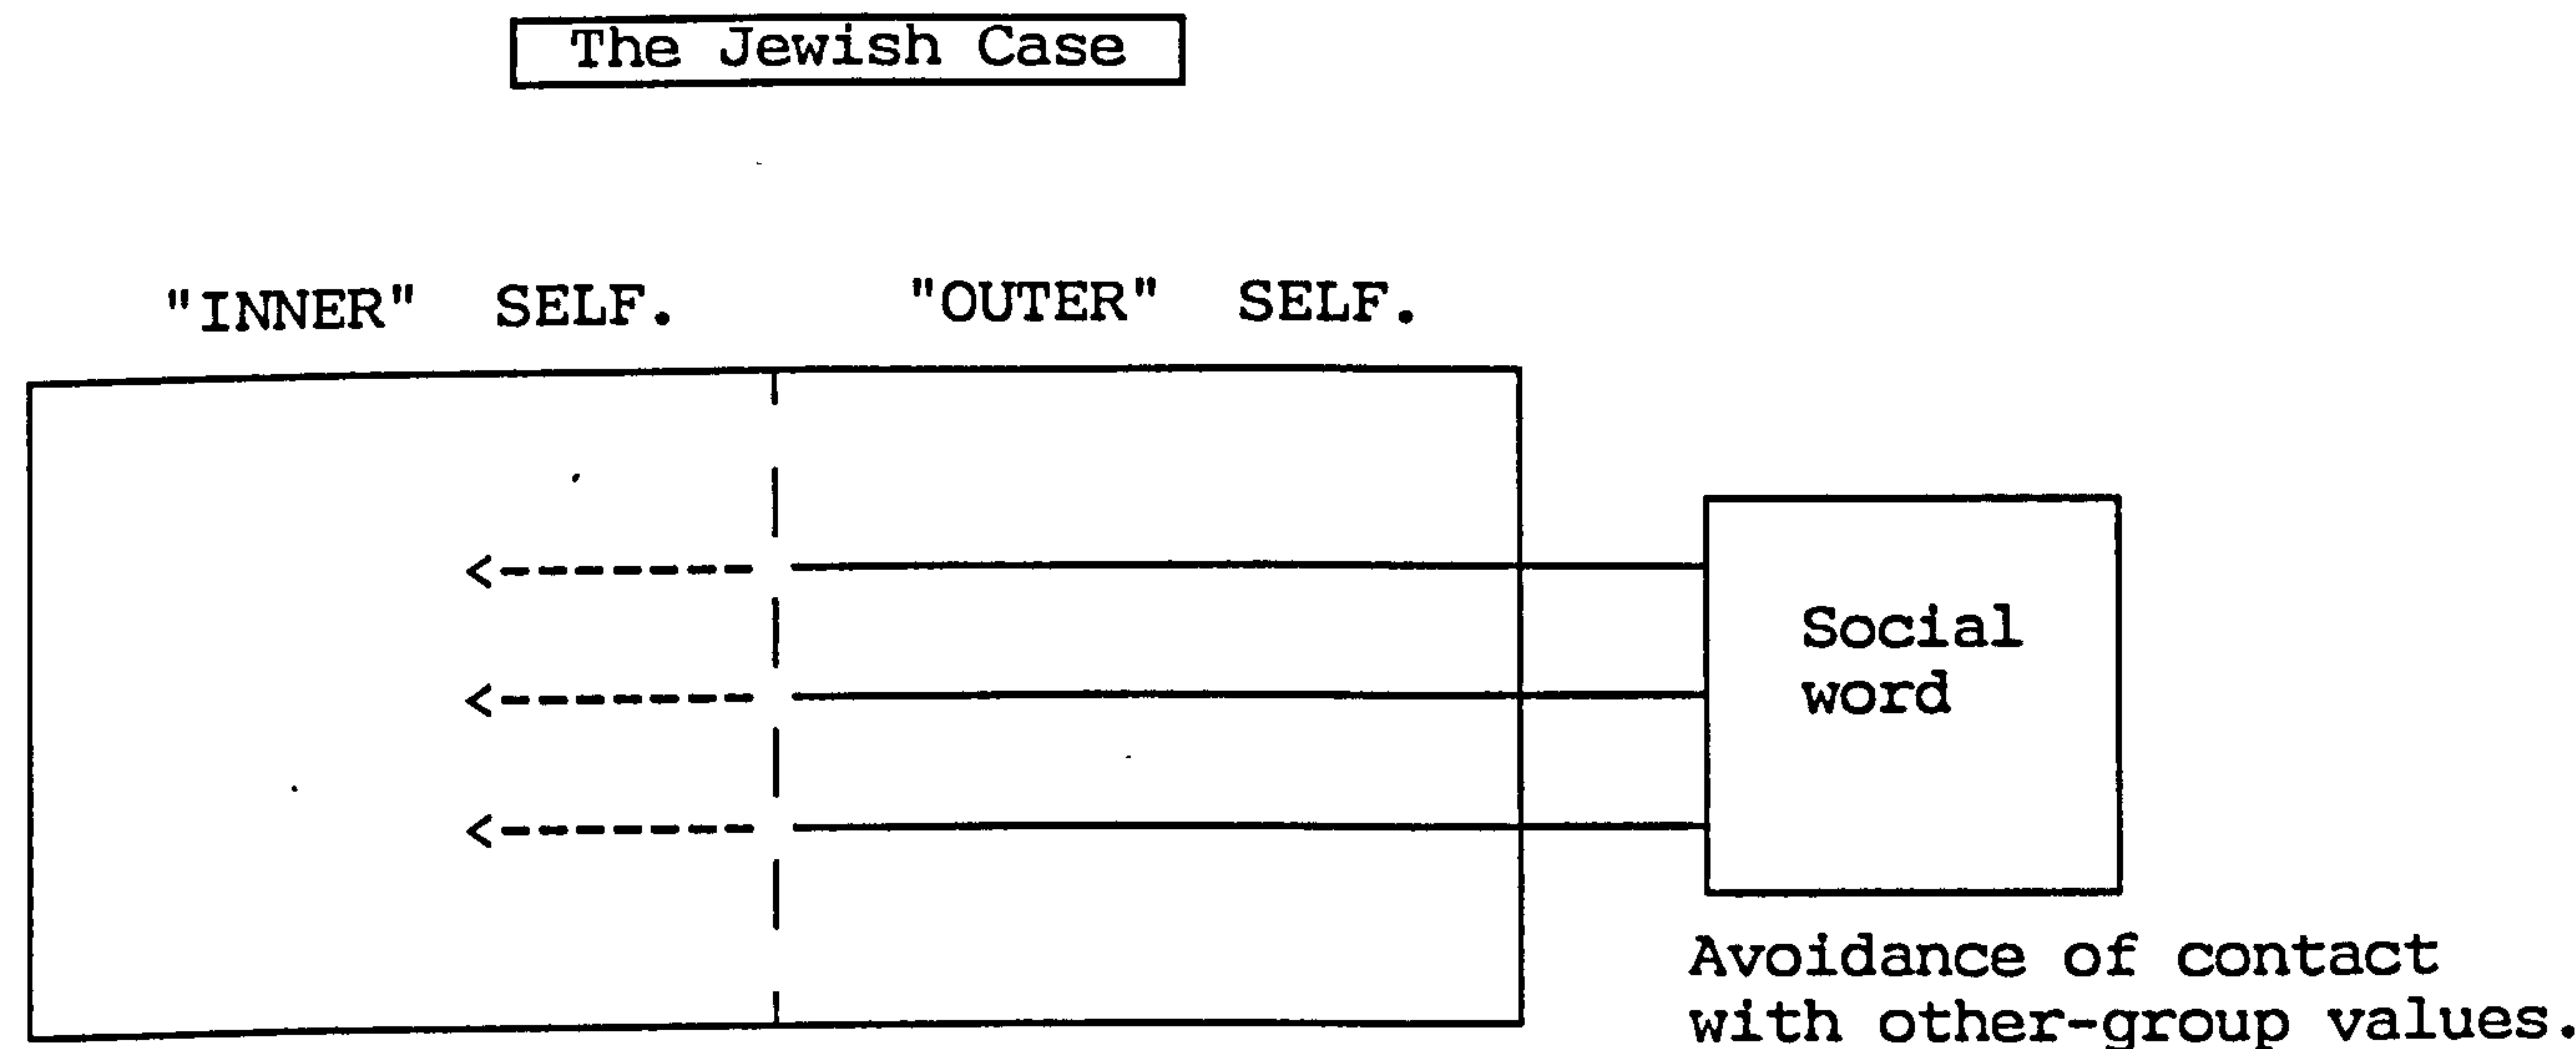 The Jewish Case
"INNER" SELF. "OUTER" SELF.
Social
word
Avoidance of contact
with other-group values.